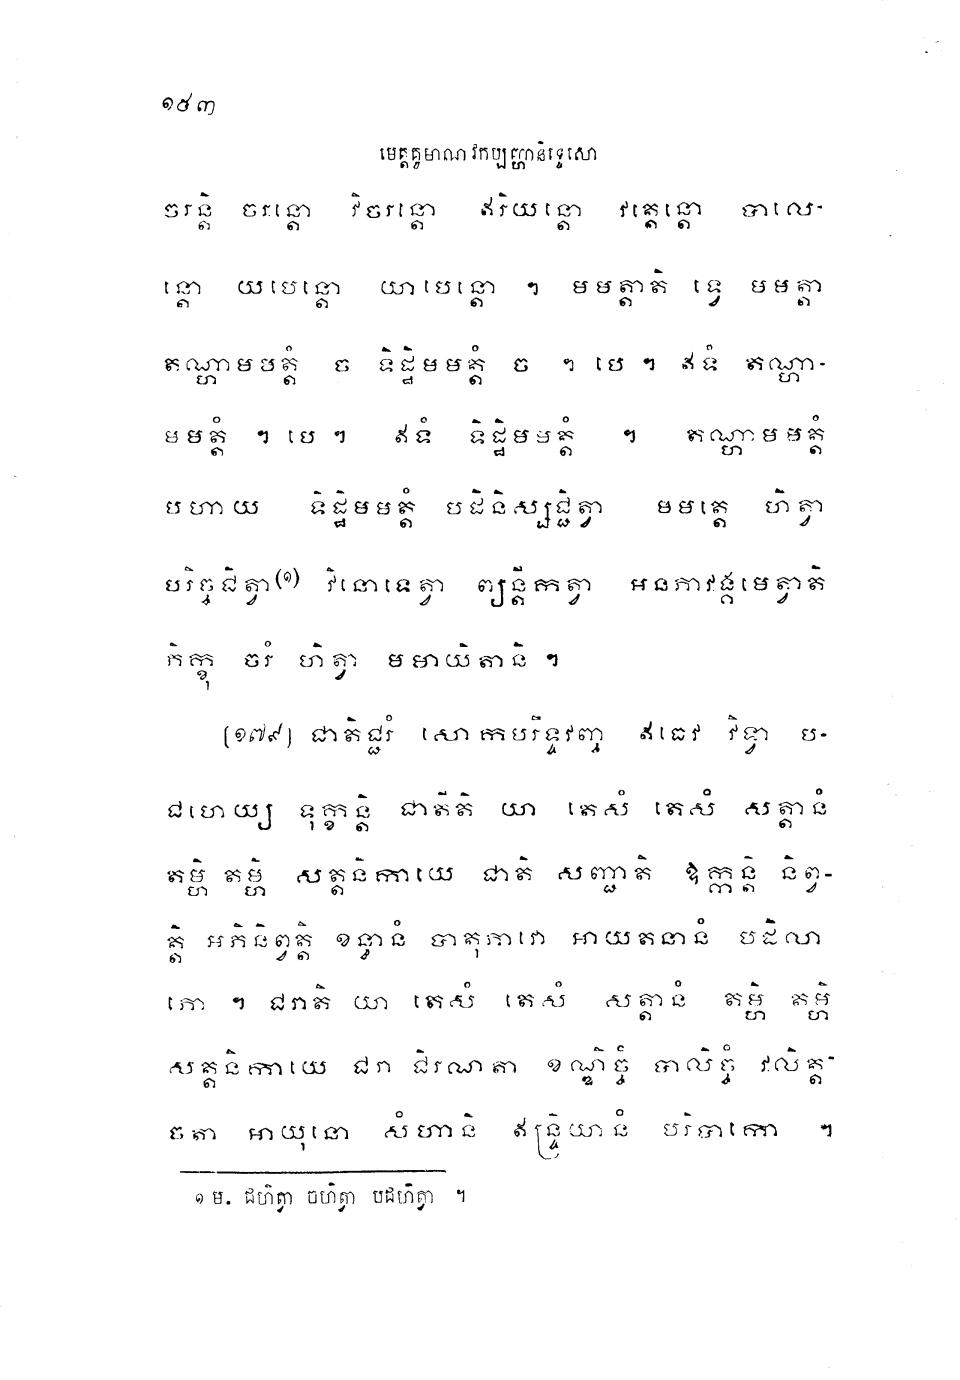 ១៥៣
មេត្តគូមាណវកប្បញ្ហានិទ្ទេសោ
ចរន្តិ ចរន្តោ វិចរន្តោ ឥរិយន្តោ វត្តេន្តោ បាលេ-
ន្តោ យបេន្តោ យាបេន្តោ ។ មមត្តាតិ ទ្វេ មមត្តា
តណ្ហាមមត្តំ ច ទិដ្ឋិមមត្តំ ច ។ បេ ។ ឥទំ តណ្ហា-
មមត្តំ ។ បេ ។ ឥទំ ទិដ្ឋិមមត្តំ ។ តណ្ហាមមត្តំ
បហាយ ទិដ្ឋិមមត្តំ បដិនិស្សជ្ជិត្វា មមត្តេ ហិត្វា
បរិច្ចជិត្វា(១) វិនោទេត្វា ព្យន្តីកត្វា អនភាវង្គមេត្វាតិ
ភិក្ខុ ចរំ ហិត្វា មមាយិតានិ ។
(១៧៩) ជាតិជ្ជរំ សោកបរិទ្ទវញ្ច ឥធេវ វិទ្វា ប-
ជហេយ្យ ទុក្ខន្តិ ជាតីតិ យា តេសំ តេសំ សត្តានំ
តម្ហិ តម្ហិ សត្តនិកាយេ ជាតិ សញ្ជាតិ ឱក្កន្តិ និព្វ-
ត្តិ អភិនិព្វត្តិ ខន្ធានំ បាតុភាវោ អាយតនានំ បដិលា
ភោ ។ ជរាតិ យា តេសំ តេសំ សត្តានំ តម្ហិ តម្ហិ
សត្តនិកាយេ ជរា ជិរណតា ខណ្ឌិច្ចំ បាលិច្ចំ វលិត្ត-
ចតា អាយុនោ សំហានិ ឥន្ទ្រិយានំ បរិបាកោ ។
១ ម. ជហិត្វា ចហិត្វា បជហិត្វា ។